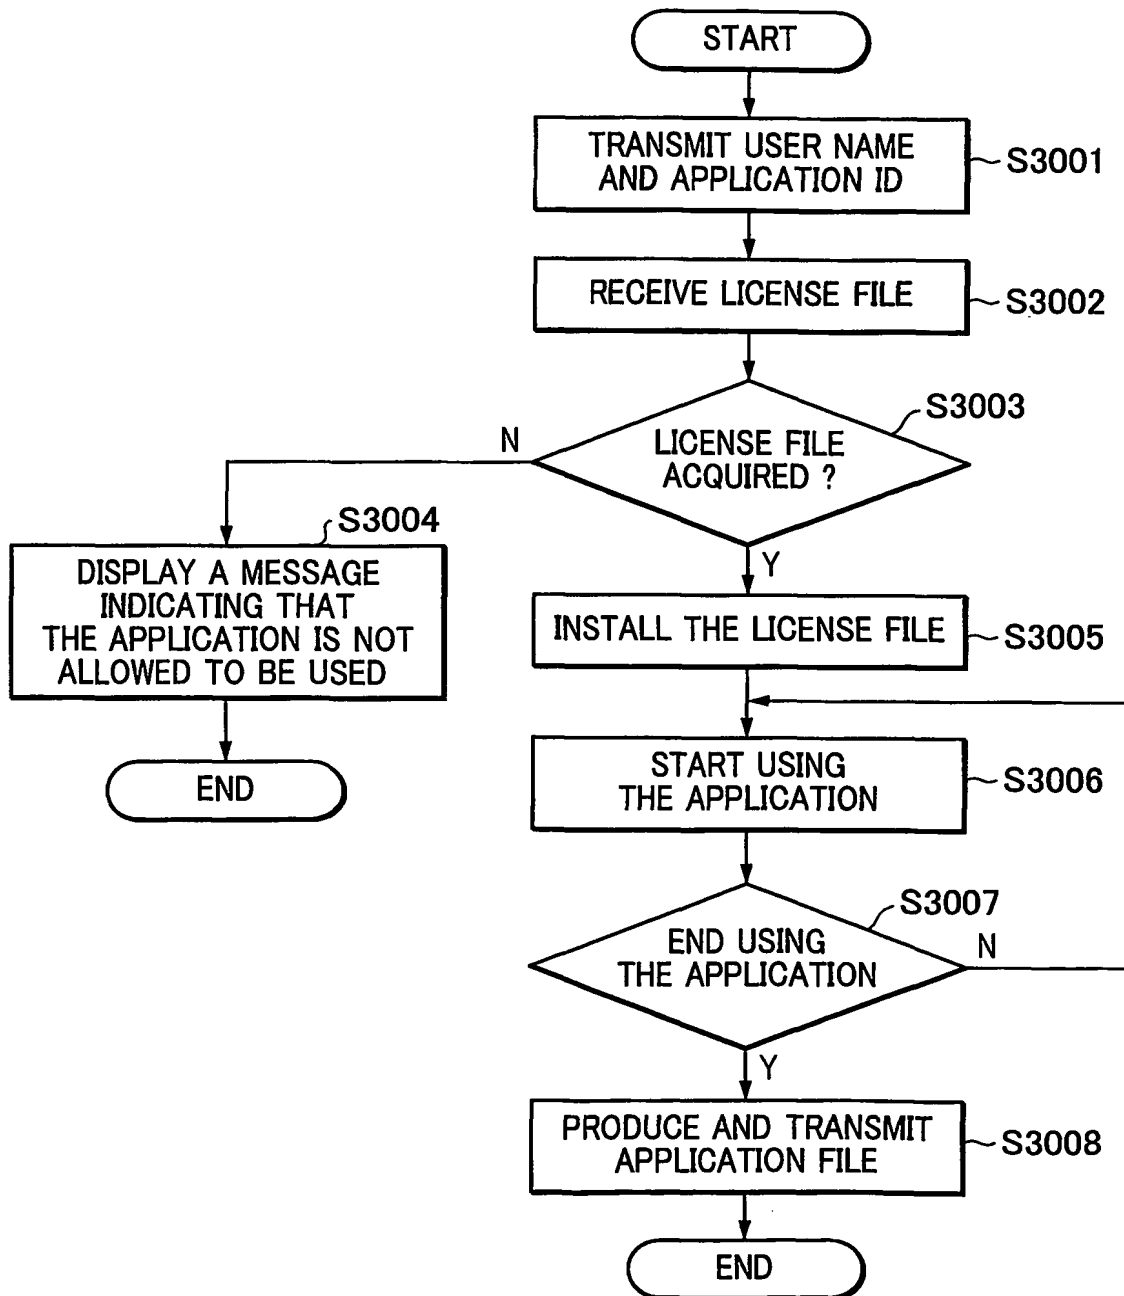 START
TRANSMIT USER NAME
AND APPLICATION ID
S3001
RECEIVE LICENSE FILE
S3002
S3003
LICENSE FILE
ACQUIRED ?
N
Y
S3004
DISPLAY A MESSAGE
INDICATING THAT
THE APPLICATION IS NOT
ALLOWED TO BE USED
END
INSTALL THE LICENSE FILE
S3005
START USING
THE APPLICATION
S3006
S3007
END USING
THE APPLICATION
N
Y
PRODUCE AND TRANSMIT
APPLICATION FILE
S3008
END